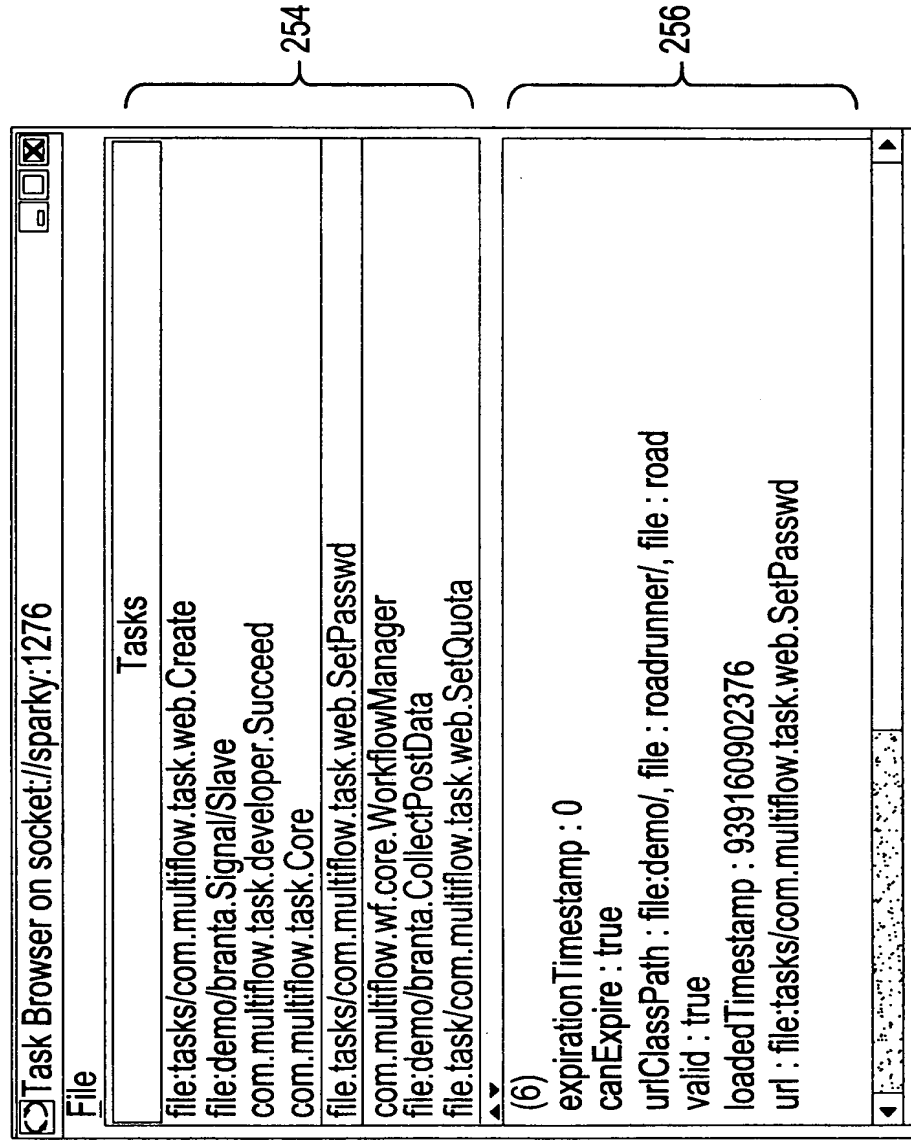 Task Browser on socket://sparky:1276
File
Tasks
file:tasks/com.multiflow.task.web.Create
file:demo/branta.Signal/Slave
com.multiflow.task.developer.Succeed
com.multiflow.task.Core
file.tasks/com.multiflow.task.web.SetPasswd
com.multiflow.wf.core.WorkflowManager
file:demo/branta.CollectPostData
file.task/com.multiflow.task.web.SetQuota
254
(6)
expirationTimestamp : 0
canExpire : true
urlClassPath : file:demo/, file : roadrunner/, file : road
valid : true
loadedTimestamp : 939160902376
url : file:tasks/com.multiflow.task.web.SetPasswd
256